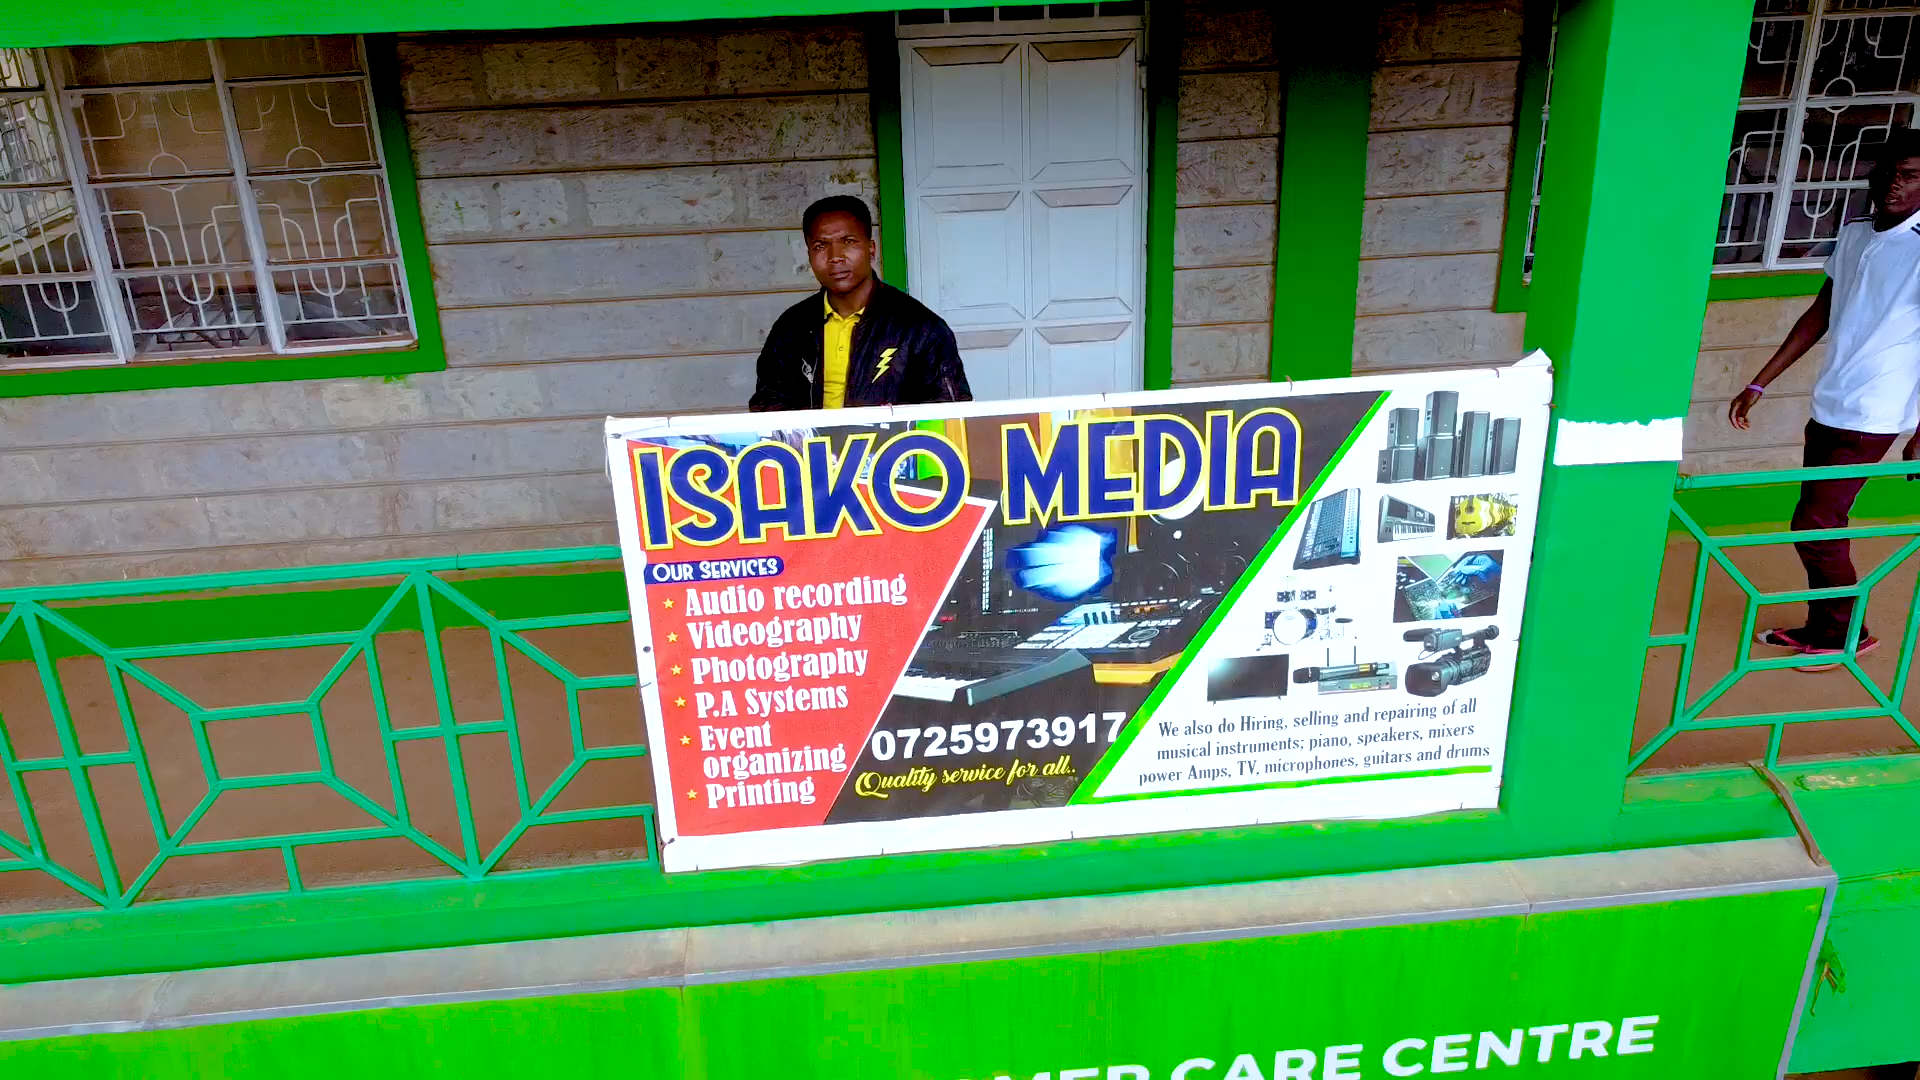 ISAKO MEDIA
OUR SERVICES
Audio recording
Videography
Photography
P.A Systems
Event
organizing
Printing
0725973917
Quality service for all..
We also do Hiring, selling and repairing of all
musical instruments; piano, speakers, mixers
power Amps, TV, microphones, guitars and drums
CARE CENTRE